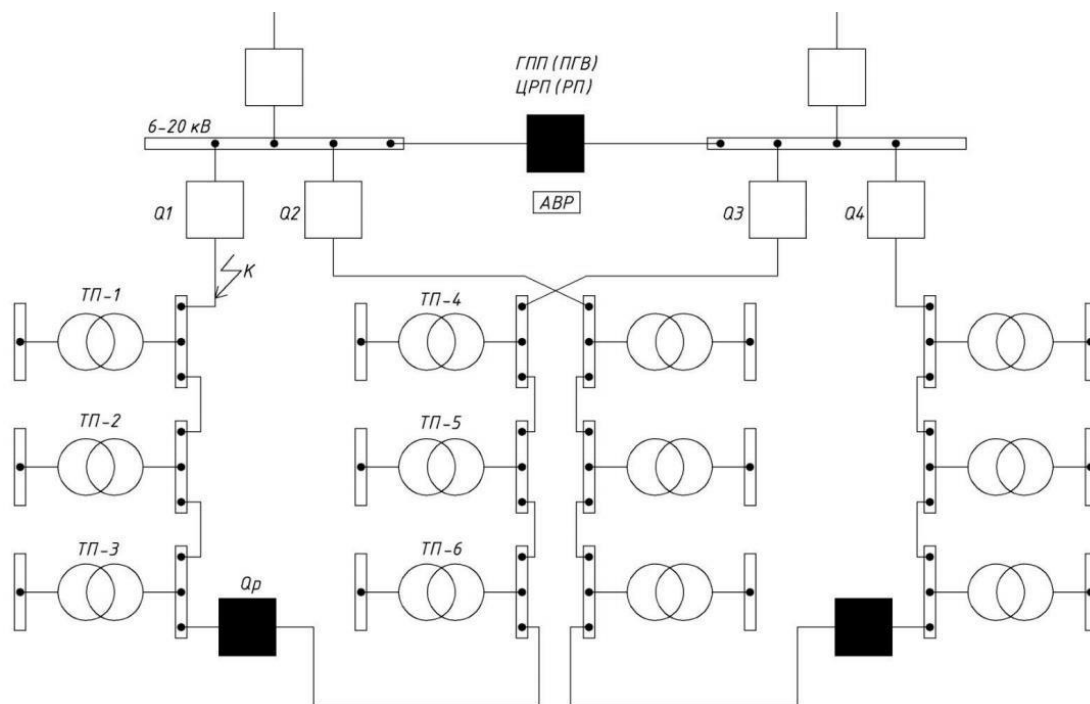 ГПП (ПГВ)
ЦРП (РП)
6-20 кВ
АВР
Q1
Q2
Q3
Q4
К
ТП-1
ТП-4
ТП-2
ТП-5
ТП-3
ТП-6
Qр